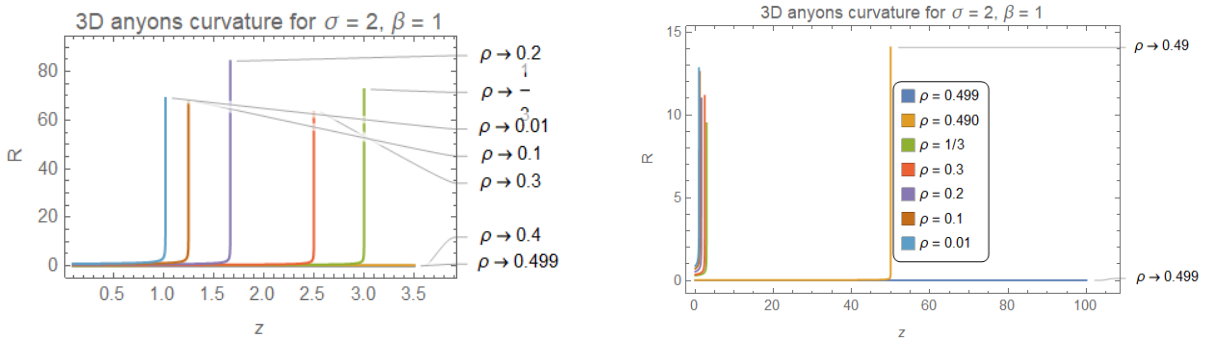 3D anyons curvature for σ = 2, β = 1
R
80
60
40
20
0
0.5 1.0 1.5 2.0 2.5 3.0 3.5
z
ρ → 0.2
ρ → 1/3
ρ → 0.01
ρ → 0.1
ρ → 0.3
ρ → 0.4
ρ → 0.499
3D anyons curvature for σ = 2, β = 1
R
15
10
5
0
0 20 40 60 80 100
z
ρ → 0.49
ρ = 0.499
ρ = 0.490
ρ = 1/3
ρ = 0.3
ρ = 0.2
ρ = 0.1
ρ = 0.01
ρ → 0.499